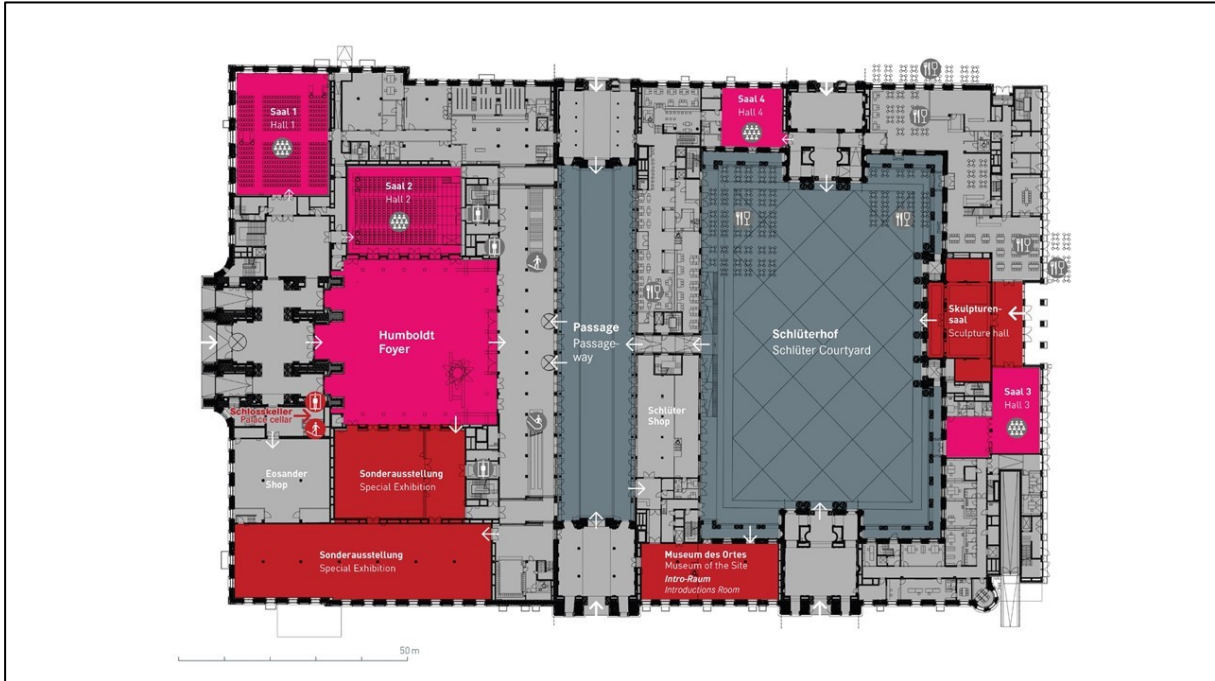 Saal 1
Hall 1
Saal 2
Hall 2
Saal 4
Hall 4
Humboldt
Foyer
Passage
Passage-
way
Schlüterhof
Schlüter Courtyard
Skulpturen-
saal
Sculpture hall
Saal 3
Hall 3
Schlosskeller
Palace cellar
Schlüter
Shop
Eosander
Shop
Sonderausstellung
Special Exhibition
Sonderausstellung
Special Exhibition
Museum des Ortes
Museum of the Site
Intro-Raum
Introductions Room
50 m